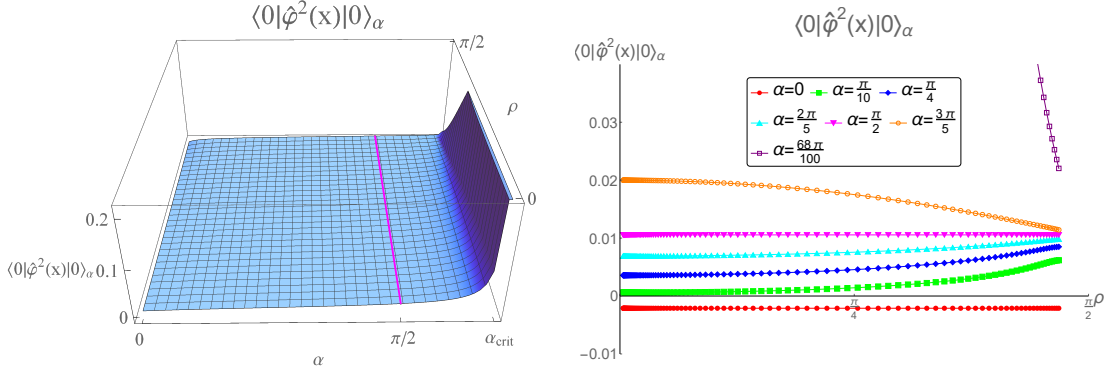 ⟨0|φ̂²(x)|0⟩α
π/2
ρ
0
0.2
⟨0|φ̂²(x)|0⟩α
0.1
0
0
π/2
αcrit
α
⟨0|φ̂²(x)|0⟩α
⟨0|φ̂²(x)|0⟩α
α=0 α=π/10 α=π/4
α=2π/5 α=π/2 α=3π/5
α=68π/100
0.03
0.02
0.01
0
π/4
π/2
ρ
−0.01